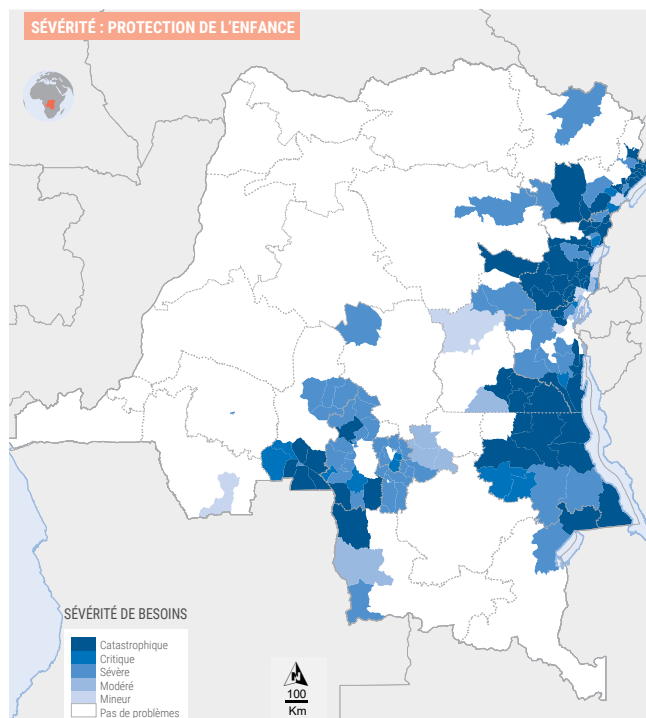 SÉVÉRITÉ : PROTECTION DE L'ENFANCE
SÉVÉRITÉ DE BESOINS
Catastrophique
Critique
Sévère
Modéré
Mineur
Pas de problèmes
N
100
Km